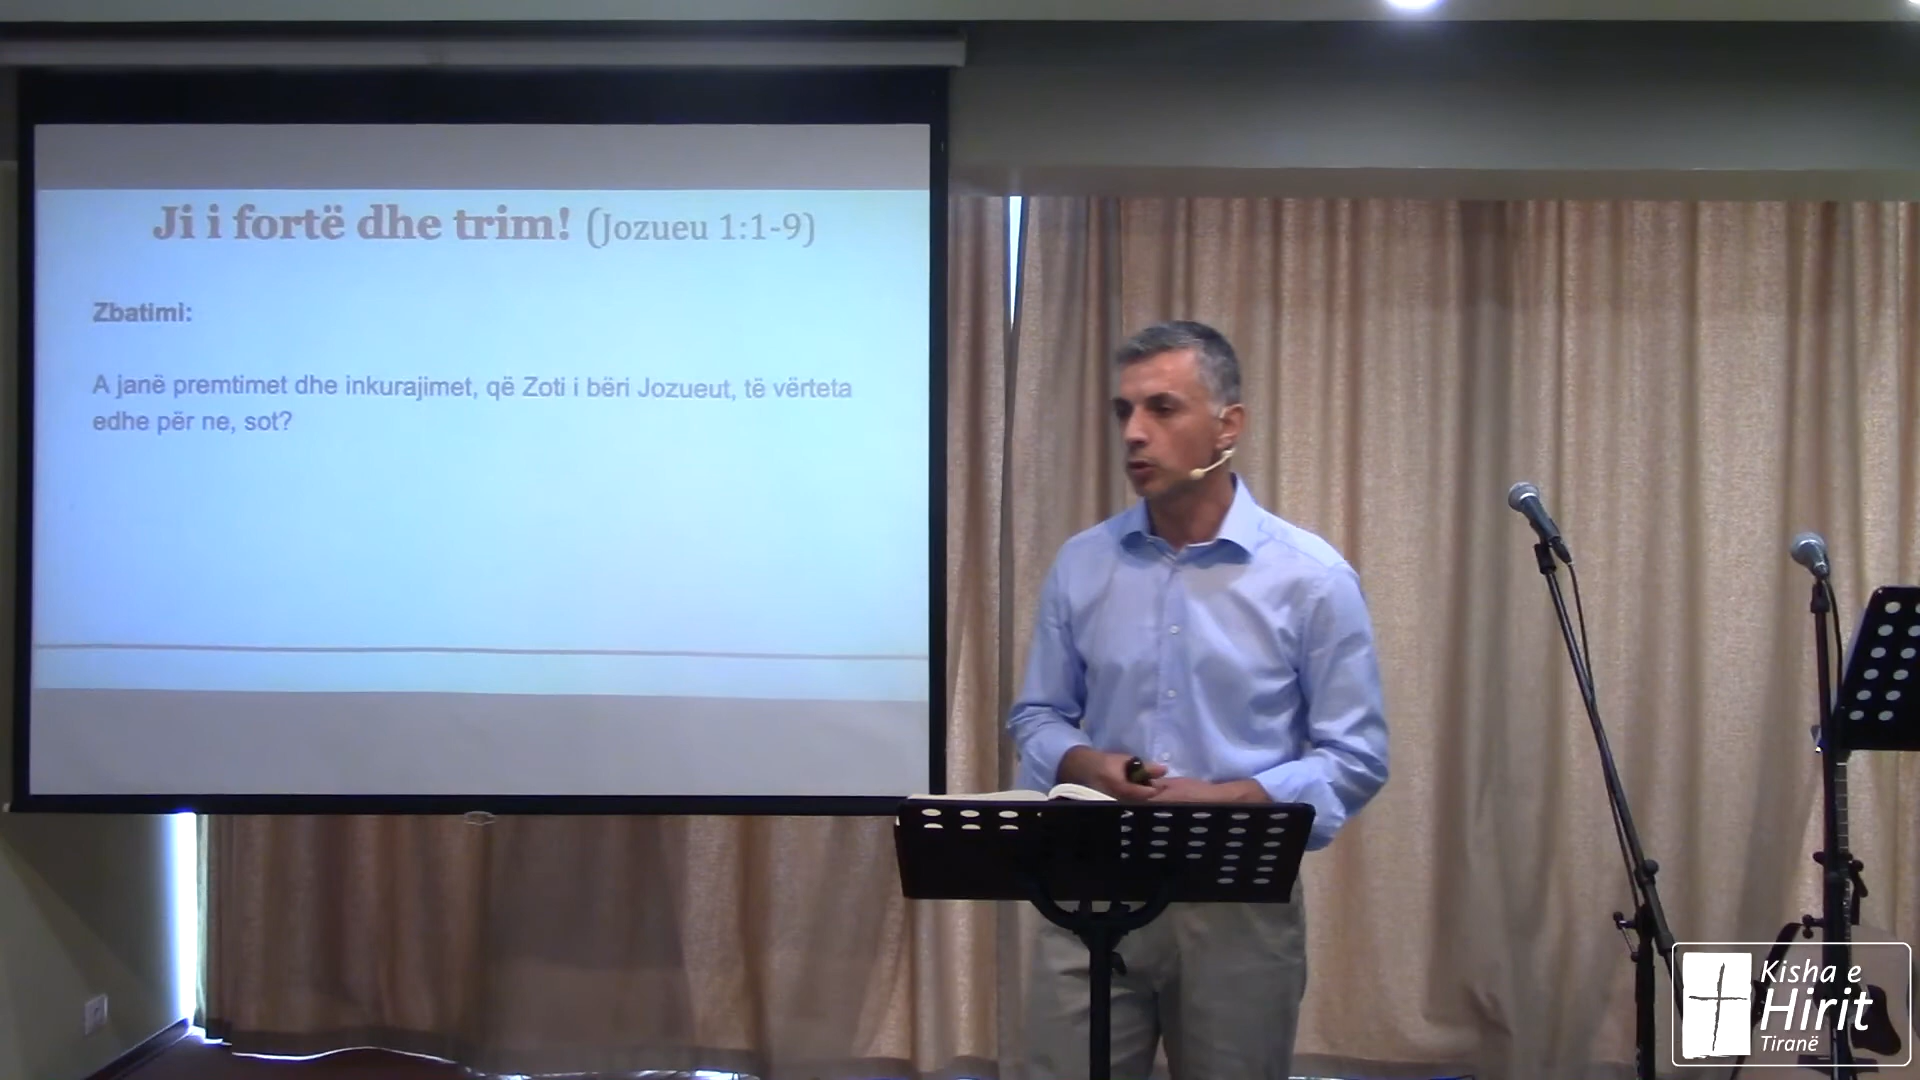 Ji i fortë dhe trim! (Jozueu 1:1-9)
Zbatimi:
A janë premtimet dhe inkurajimet, që Zoti i bëri Jozueut, të vërteta
edhe për ne, sot?
Kisha e
Hirit
Tiranë